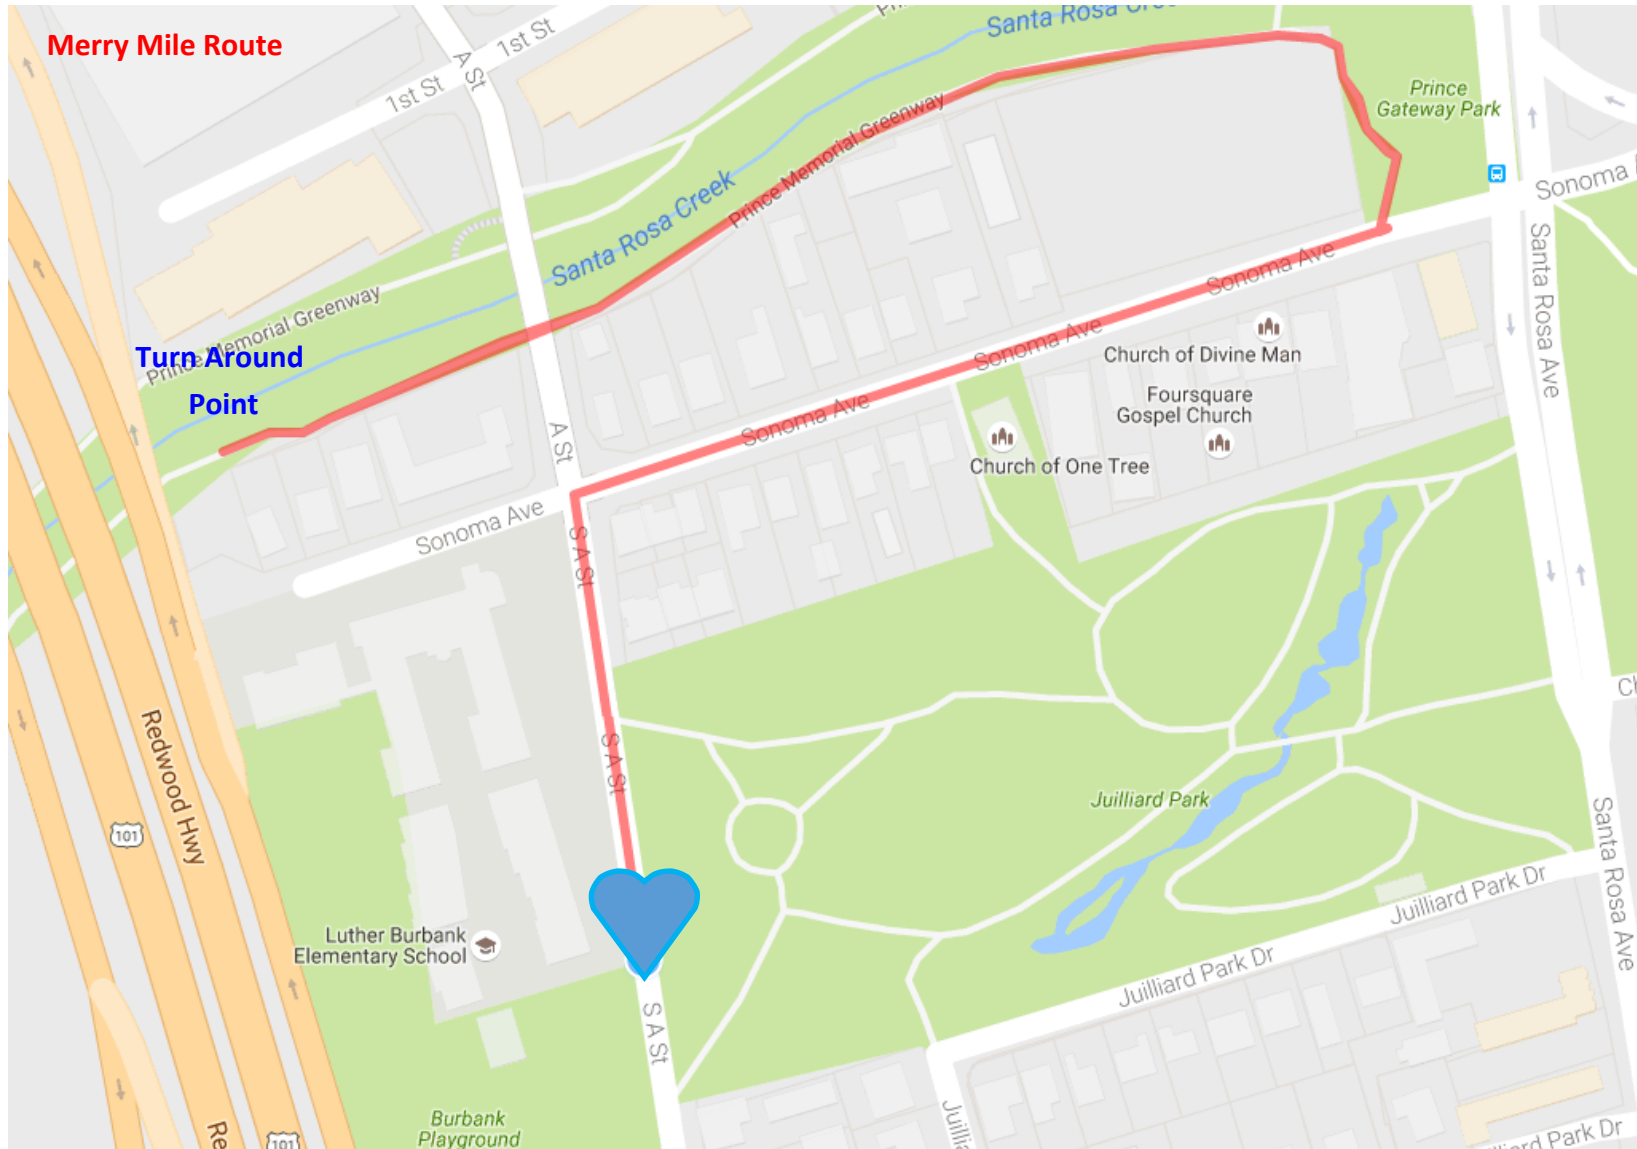 Merry Mile Route
1st St
1st St
A St
Santa Rosa Creek
Prince
Gateway Park
Prince Memorial Greenway
Santa Rosa Creek
Sonoma
Sonoma Ave
Santa Rosa Ave
Prince Memorial Greenway
Turn Around
Point
Sonoma Ave
Church of Divine Man
Foursquare
Gospel Church
Sonoma Ave
A St
Church of One Tree
Sonoma Ave
S A St
Redwood Hwy
S A St
101
Juilliard Park
Santa Rosa Ave
Juilliard Park Dr
Luther Burbank
Elementary School
Juilliard Park Dr
S A St
Burbank
Playground
101
Park Dr